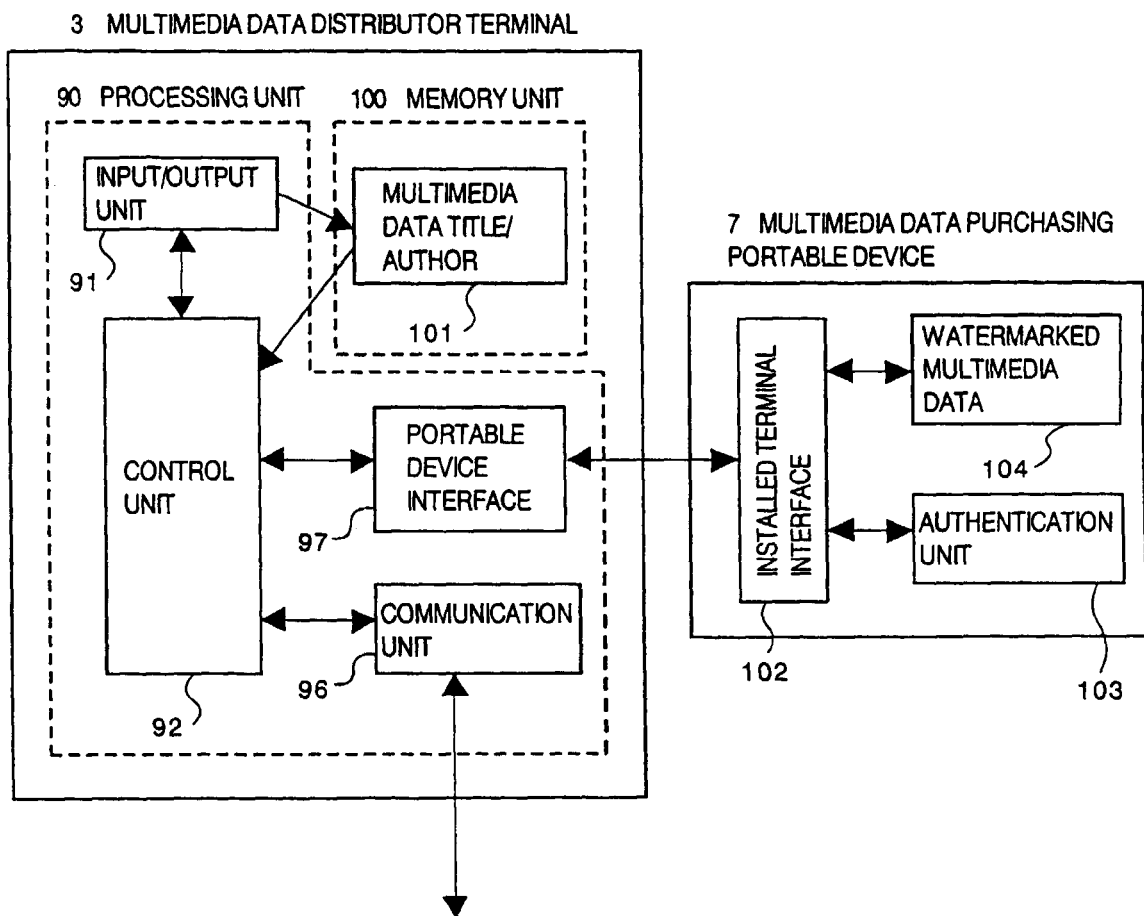 3 MULTIMEDIA DATA DISTRIBUTOR TERMINAL
90 PROCESSING UNIT
100 MEMORY UNIT
INPUT/OUTPUT
UNIT
91
MULTIMEDIA
DATA TITLE/
AUTHOR
101
CONTROL
UNIT
92
PORTABLE
DEVICE
INTERFACE
97
COMMUNICATION
UNIT
96
7 MULTIMEDIA DATA PURCHASING
PORTABLE DEVICE
INSTALLED TERMINAL
INTERFACE
102
WATERMARKED
MULTIMEDIA
DATA
104
AUTHENTICATION
UNIT
103